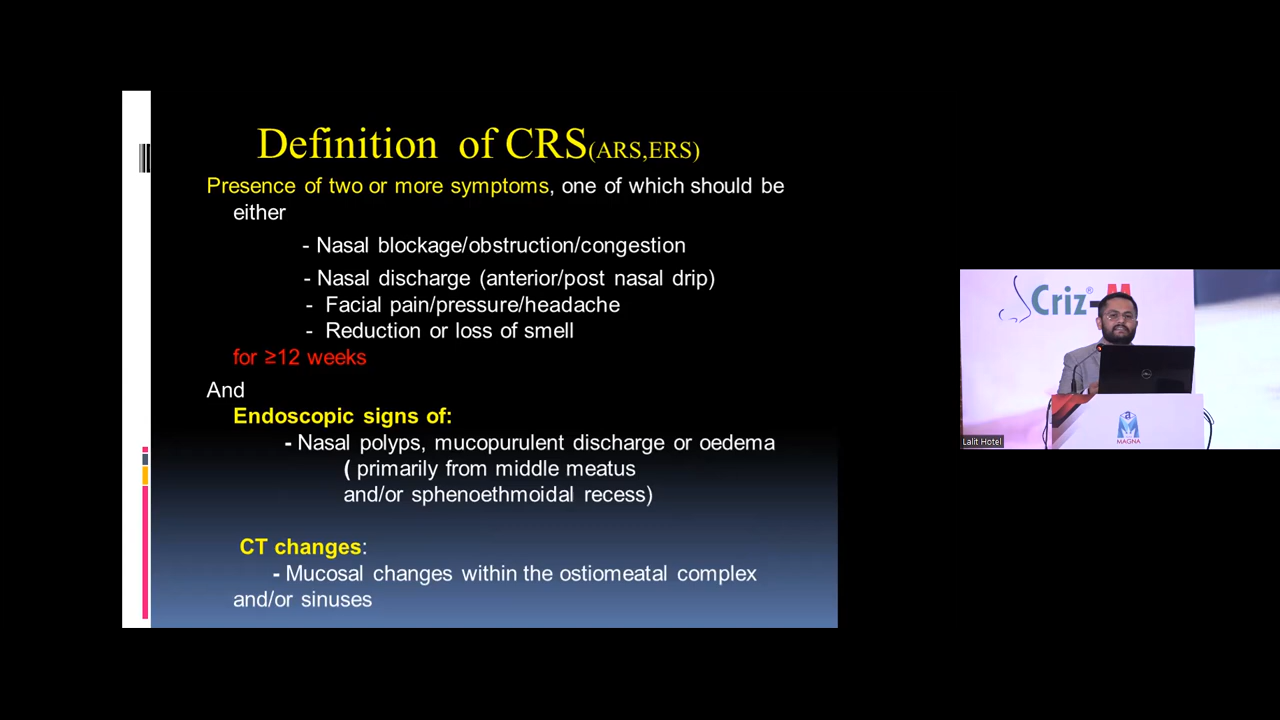 Definition of CRS(ARS,ERS)
Presence of two or more symptoms, one of which should be
either
- Nasal blockage/obstruction/congestion
- Nasal discharge (anterior/post nasal drip)
- Facial pain/pressure/headache
- Reduction or loss of smell
for ≥12 weeks
And
Endoscopic signs of:
- Nasal polyps, mucopurulent discharge or oedema
( primarily from middle meatus
and/or sphenoethmoidal recess)
CT changes:
- Mucosal changes within the ostiomeatal complex
and/or sinuses
Criz®-M
MAGNA
Lalit Hotel